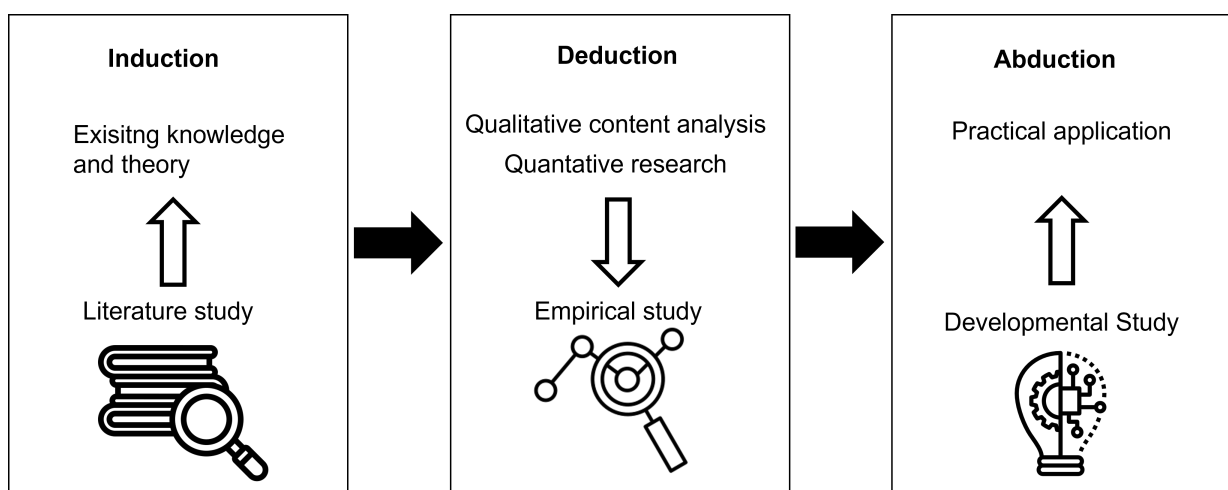 Induction
Exisitng knowledge
and theory
Literature study
Deduction
Qualitative content analysis
Quantative research
Empirical study
Abduction
Practical application
Developmental Study